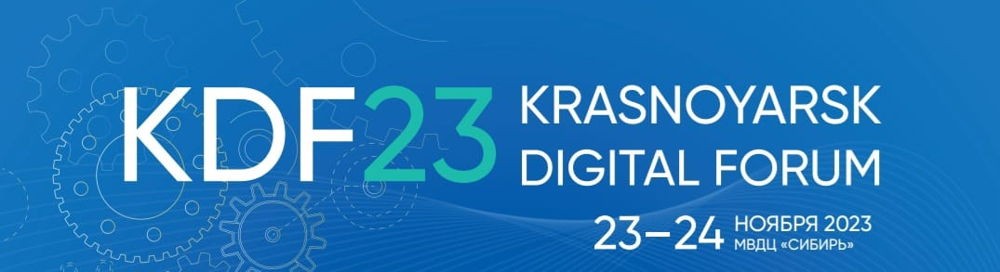 KDF23
KRASNOYARSK
DIGITAL FORUM
23–24
НОЯБРЯ 2023
МВДЦ «СИБИРЬ»